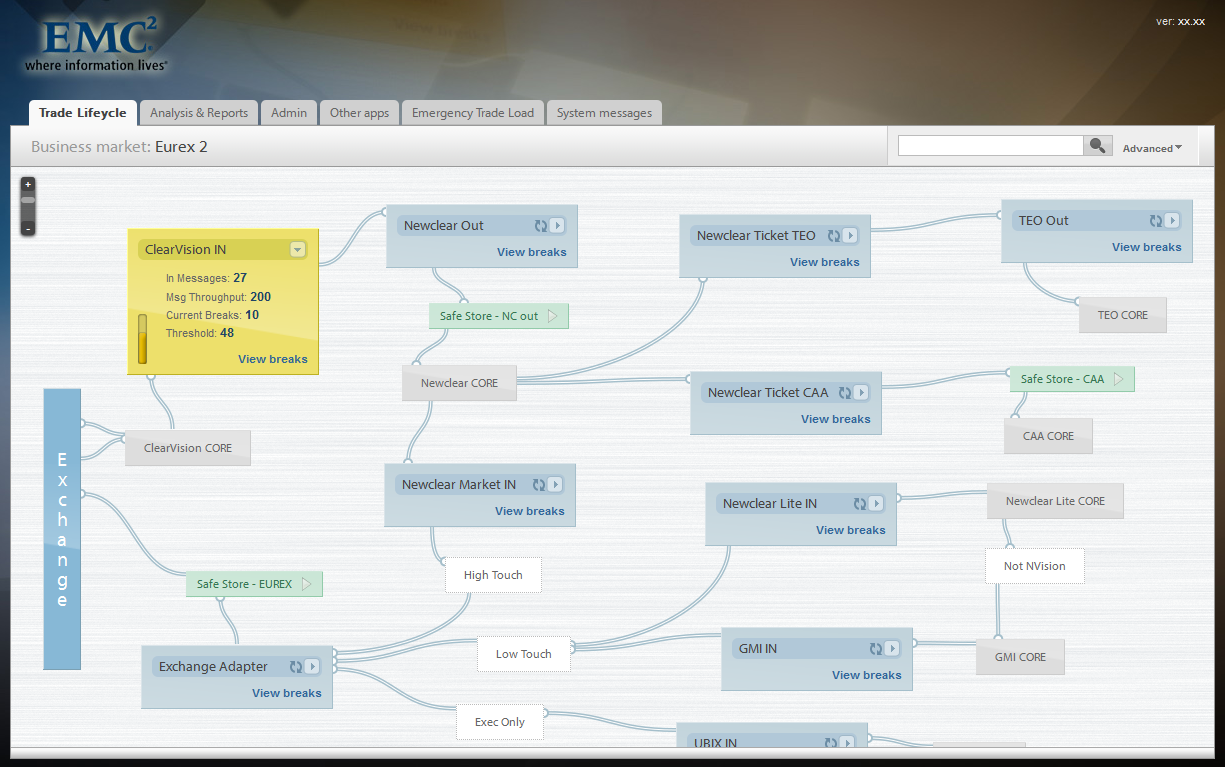 EMC²
where information lives®
ver: xx.xx
Trade Lifeycle
Analysis & Reports
Admin
Other apps
Emergency Trade Load
System messages
Business market: Eurex 2
Advanced
+
-
ClearVision IN
In Messages: 27
Msg Throughput: 200
Current Breaks: 10
Threshold: 48
View breaks
Newclear Out
View breaks
Newclear Ticket TEO
View breaks
TEO Out
View breaks
Safe Store - NC out
TEO CORE
Newclear CORE
Newclear Ticket CAA
View breaks
Safe Store - CAA
CAA CORE
Exchange
ClearVision CORE
Newclear Market IN
View breaks
Newclear Lite IN
View breaks
Newclear Lite CORE
High Touch
Not NVision
Safe Store - EUREX
Exchange Adapter
View breaks
Low Touch
GMI IN
View breaks
GMI CORE
Exec Only
UBIX IN